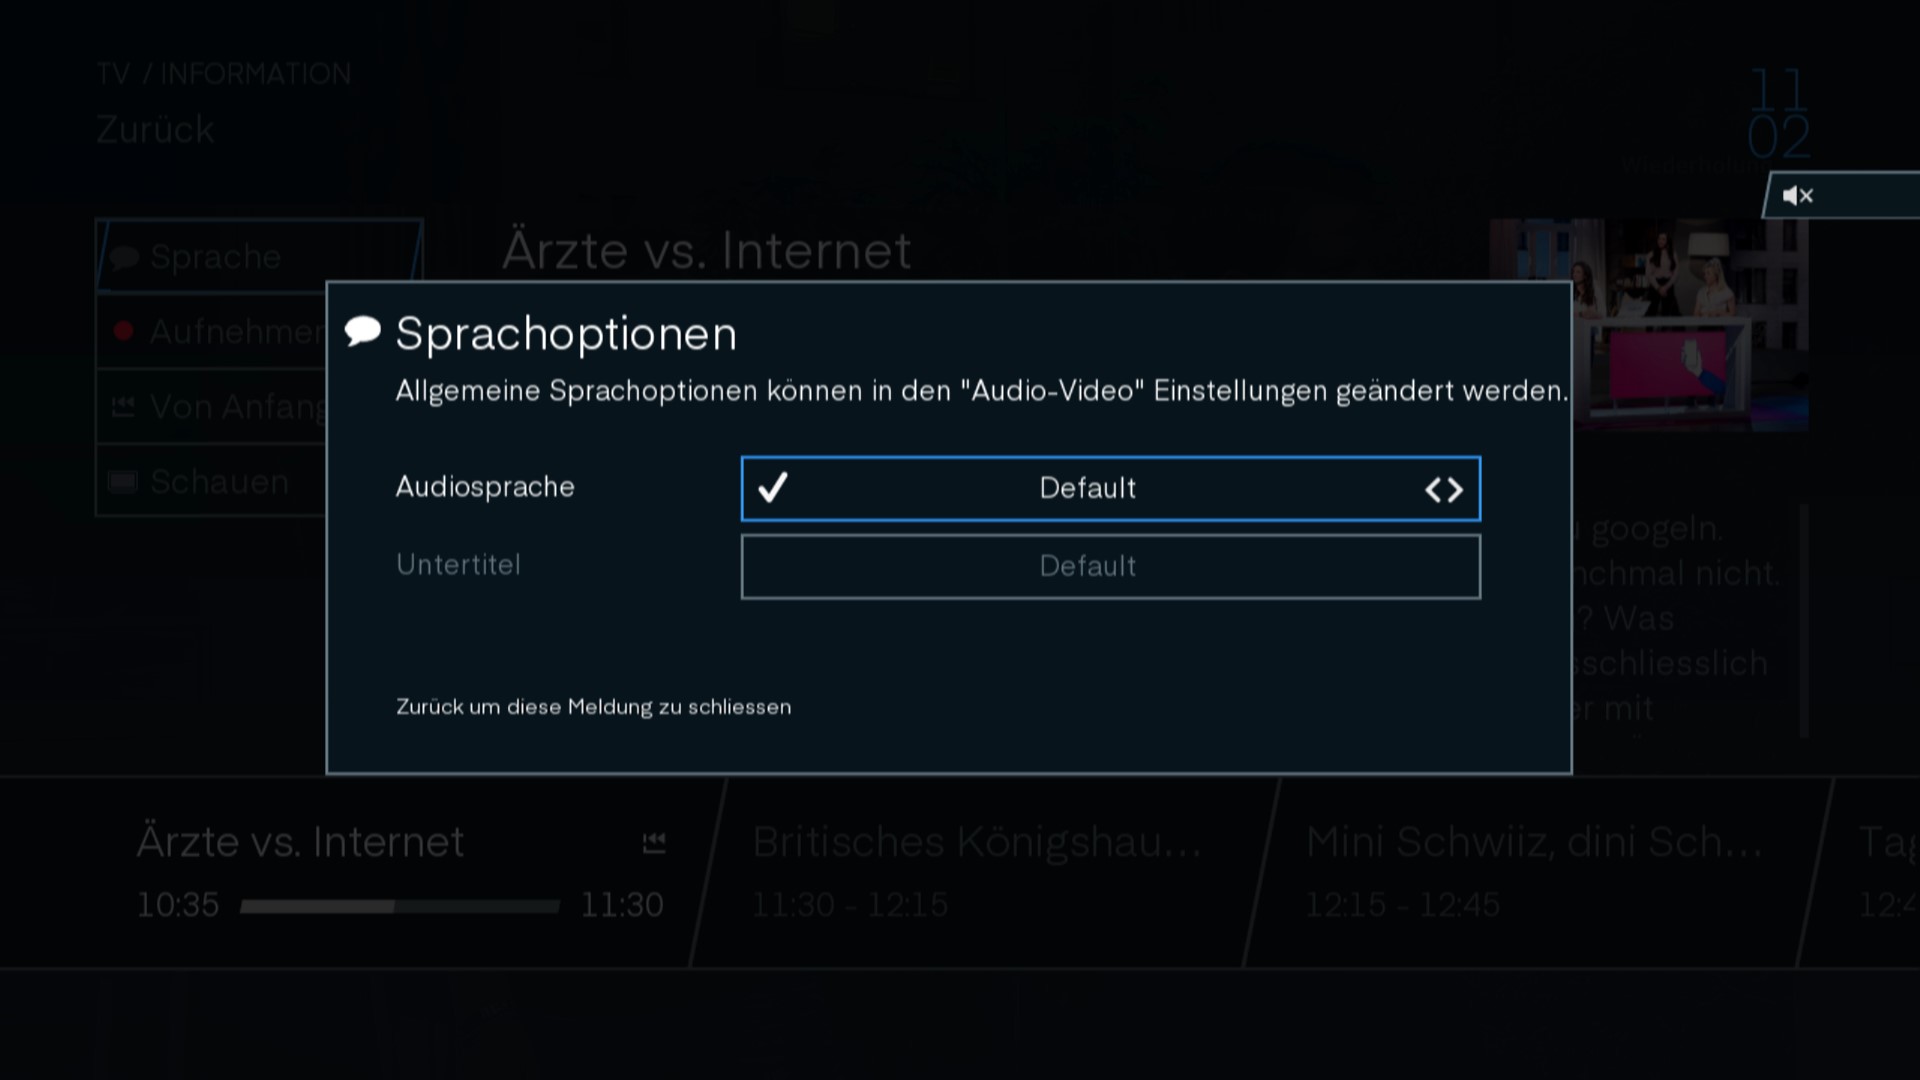 TV / INFORMATION
Zurück
11
02
Wiederholung
Sprache
Ärzte vs. Internet
Aufnehmen
Von Anfang
Schauen
Sprachoptionen
Allgemeine Sprachoptionen können in den "Audio-Video" Einstellungen geändert werden.
Audiosprache
Default
Untertitel
Default
Zurück um diese Meldung zu schliessen
googeln.
nchmal nicht.
? Was
sschliesslich
er mit
Ärzte vs. Internet
10:35
11:30
Britisches Königshau...
11:30 - 12:15
Mini Schwiiz, dini Sch...
12:15 - 12:45
Tag
12:4